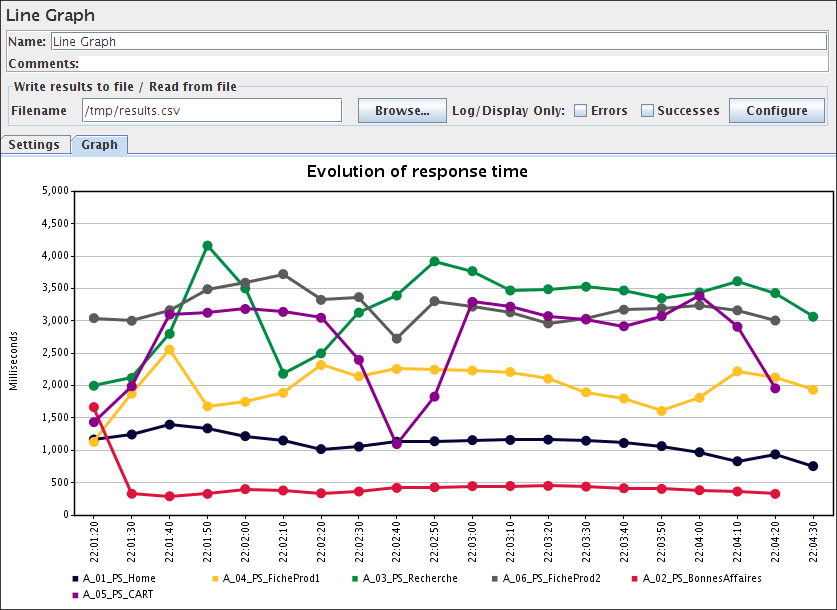 Line Graph
Name: Line Graph
Comments:
Write results to file / Read from file
Filename /tmp/results.csv Browse... Log/Display Only: Errors Successes Configure
Settings Graph
Evolution of response time
5,000
4,500
4,000
3,500
3,000
2,500
2,000
1,500
1,000
500
0
Milliseconds
22:01:20 22:01:30 22:01:40 22:01:50 22:02:00 22:02:10 22:02:20 22:02:30 22:02:40 22:02:50 22:03:00 22:03:10 22:03:20 22:03:30 22:03:40 22:03:50 22:04:00 22:04:10 22:04:20 22:04:30
A_01_PS_Home A_04_PS_FicheProd1 A_03_PS_Recherche A_06_PS_FicheProd2 A_02_PS_BonnesAffaires
A_05_PS_CART